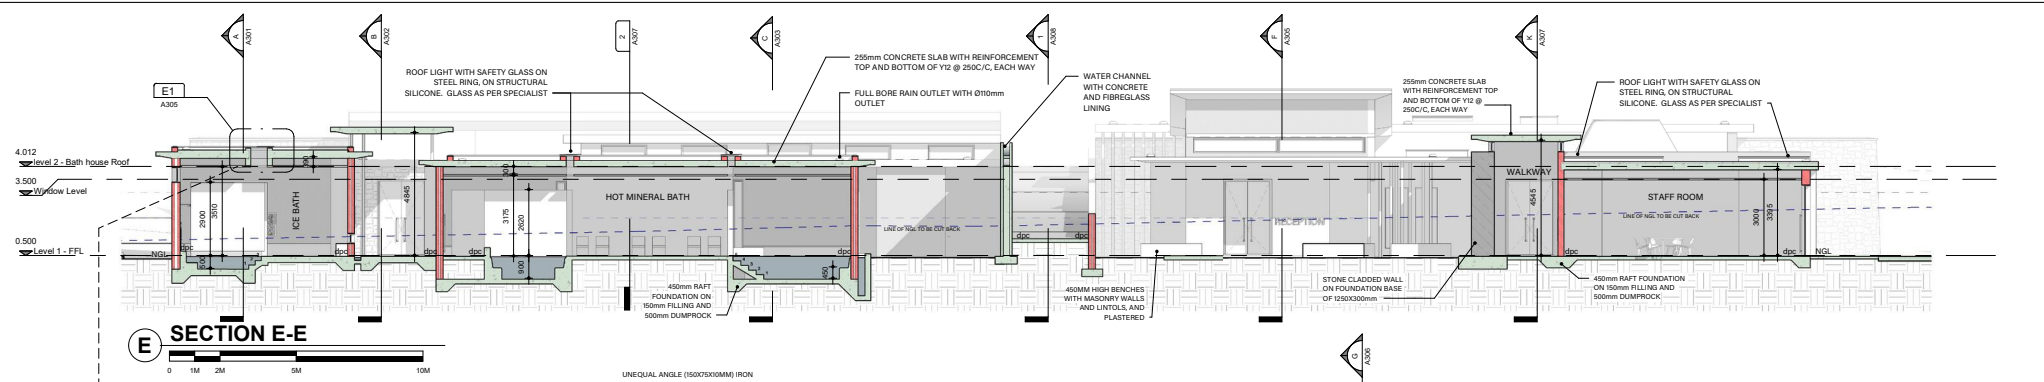 A
A301
B
A302
2
A307
C
A303
1
A308
F
A305
K
A307
E1
A305
ROOF LIGHT WITH SAFETY GLASS ON
STEEL RING, ON STRUCTURAL
SILICONE. GLASS AS PER SPECIALIST
255mm CONCRETE SLAB WITH REINFORCEMENT
TOP AND BOTTOM OF Y12 @ 250C/C, EACH WAY
FULL BORE RAIN OUTLET WITH Ø110mm
OUTLET
WATER CHANNEL
WITH CONCRETE
AND FIBREGLASS
LINING
255mm CONCRETE SLAB
WITH REINFORCEMENT TOP
AND BOTTOM OF Y12 @
250C/C, EACH WAY
ROOF LIGHT WITH SAFETY GLASS ON
STEEL RING, ON STRUCTURAL
SILICONE. GLASS AS PER SPECIALIST
4.012
level 2 - Bath house Roof
3.500
Window Level
0.500
Level 1 - FFL
2900
3510
ICE BATH
4845
3175
2620
HOT MINERAL BATH
LINE OF NGL TO BE CUT BACK
RECEPTION
WALKWAY
4545
STAFF ROOM
LINE OF NGL TO BE CUT BACK
3000
3395
NGL
dpc
dpc
dpc
dpc
dpc
dpc
dpc
dpc
NGL
900
450
450mm RAFT
FOUNDATION ON
150mm FILLING AND
500mm DUMPROCK
450MM HIGH BENCHES
WITH MASONRY WALLS
AND LINTOLS, AND
PLASTERED
STONE CLADDED WALL
ON FOUNDATION BASE
OF 1250X300mm
450mm RAFT FOUNDATION
ON 150mm FILLING AND
500mm DUMPROCK
E
SECTION E-E
0 1M 2M 5M 10M
G
A306
UNEQUAL ANGLE (150X75X10MM) IRON